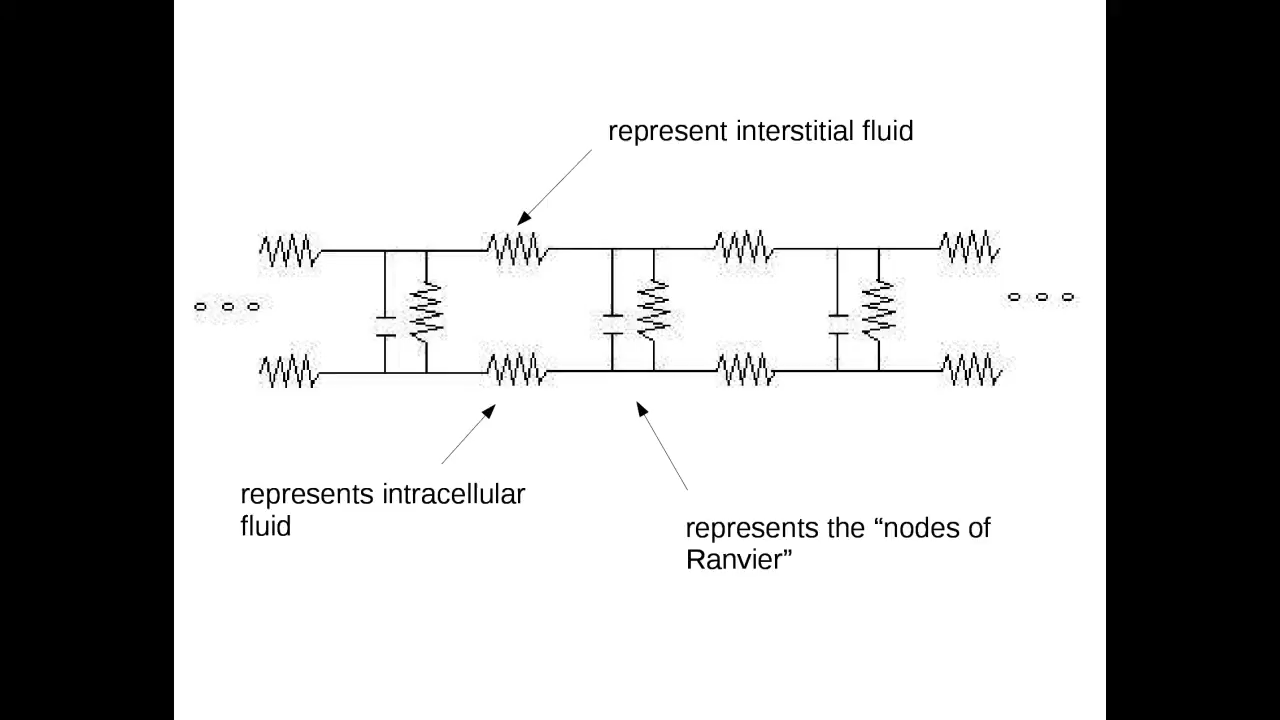 represent interstitial fluid
represents intracellular
fluid
represents the “nodes of
Ranvier”